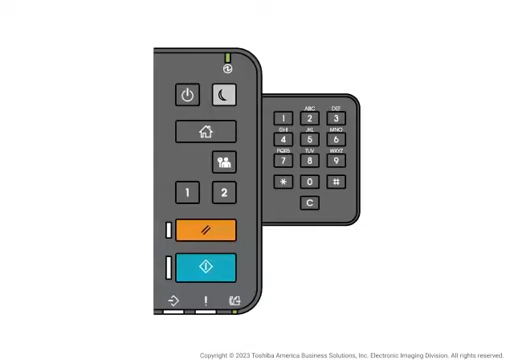 ABC DEF
1 2 3
GHI JKL MNO
4 5 6
PQRS TUV WXYZ
7 8 9
* 0 #
C
1 2
!
Copyright © 2023 Toshiba America Business Solutions, Inc. Electronic Imaging Division. All rights reserved.